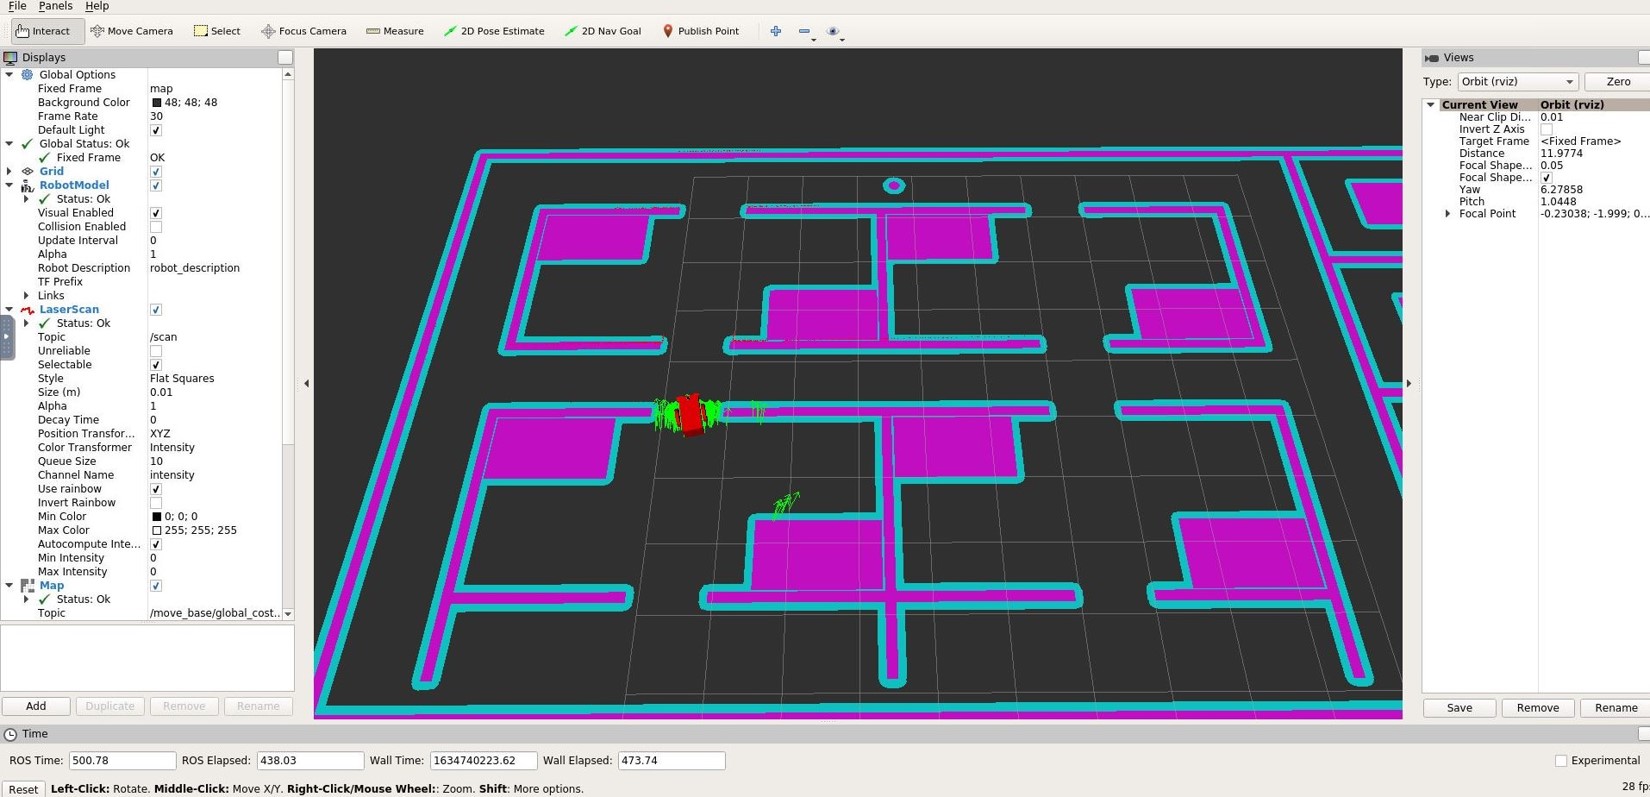 File Panels Help
Interact Move Camera Select Focus Camera Measure 2D Pose Estimate 2D Nav Goal Publish Point
Displays
Global Options
Fixed Frame map
Background Color 48; 48; 48
Frame Rate 30
Default Light
Global Status: Ok
Fixed Frame OK
Grid
RobotModel
Status: Ok
Visual Enabled
Collision Enabled
Update Interval 0
Alpha 1
Robot Description robot_description
TF Prefix
Links
LaserScan
Status: Ok
Topic /scan
Unreliable
Selectable
Style Flat Squares
Size (m) 0.01
Alpha 1
Decay Time 0
Position Transfor... XYZ
Color Transformer Intensity
Queue Size 10
Channel Name intensity
Use rainbow
Invert Rainbow
Min Color 0; 0; 0
Max Color 255; 255; 255
Autocompute Inte...
Min Intensity 0
Max Intensity 0
Map
Status: Ok
Topic /move_base/global_cost...
Add Duplicate Remove Rename
Views
Type: Orbit (rviz) Zero
Current View Orbit (rviz)
Near Clip Di... 0.01
Invert Z Axis
Target Frame <Fixed Frame>
Distance 11.9774
Focal Shape... 0.05
Focal Shape...
Yaw 6.27858
Pitch 1.0448
Focal Point -0.23038; -1.999; 0...
Save Remove Rename
Time
ROS Time: 500.78 ROS Elapsed: 438.03 Wall Time: 1634740223.62 Wall Elapsed: 473.74 Experimental
Reset Left-Click: Rotate. Middle-Click: Move X/Y. Right-Click/Mouse Wheel:: Zoom. Shift: More options. 28 fp